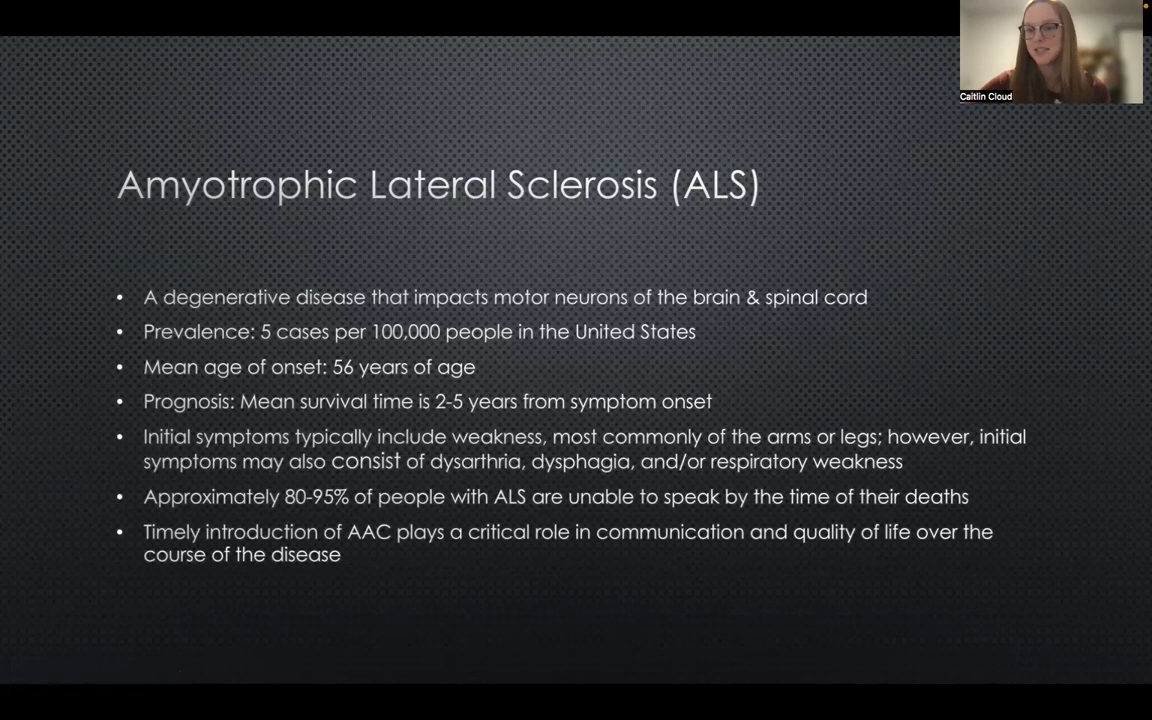 Caitlin Cloud
Amyotrophic Lateral Sclerosis (ALS)
• A degenerative disease that impacts motor neurons of the brain & spinal cord
• Prevalence: 5 cases per 100,000 people in the United States
• Mean age of onset: 56 years of age
• Prognosis: Mean survival time is 2-5 years from symptom onset
• Initial symptoms typically include weakness, most commonly of the arms or legs; however, initial
symptoms may also consist of dysarthria, dysphagia, and/or respiratory weakness
• Approximately 80-95% of people with ALS are unable to speak by the time of their deaths
• Timely introduction of AAC plays a critical role in communication and quality of life over the
course of the disease